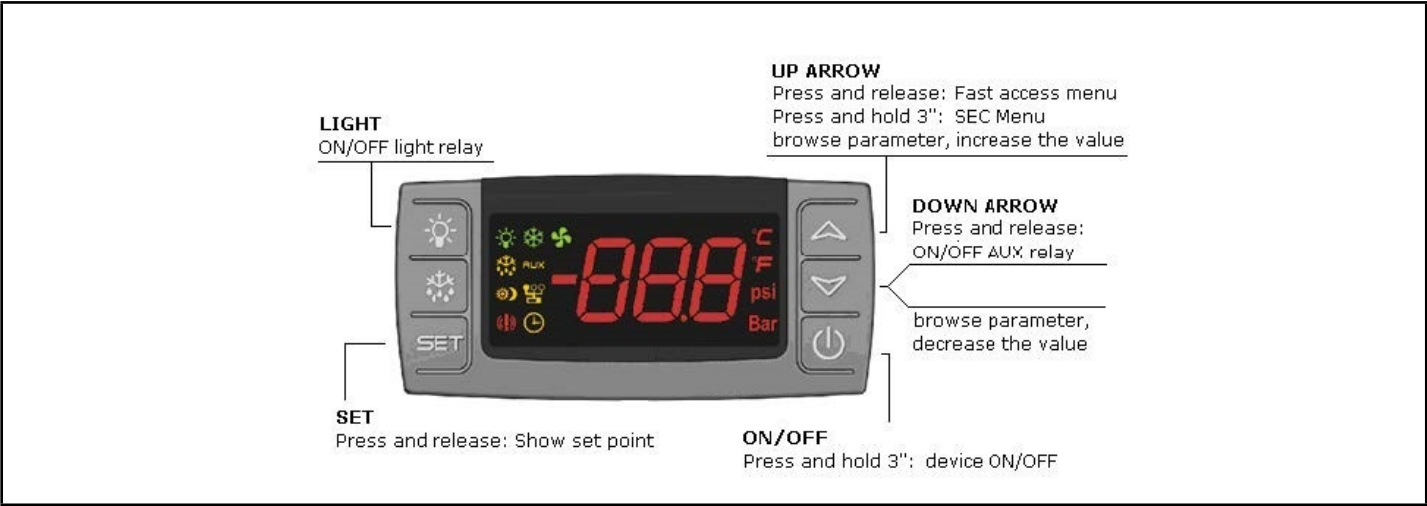 UP ARROW
Press and release: Fast access menu
Press and hold 3": SEC Menu
browse parameter, increase the value
LIGHT
ON/OFF light relay
DOWN ARROW
Press and release:
ON/OFF AUX relay
browse parameter,
decrease the value
°C
AUX
°F
psi
Bar
-88.8
SET
SET
Press and release: Show set point
ON/OFF
Press and hold 3": device ON/OFF